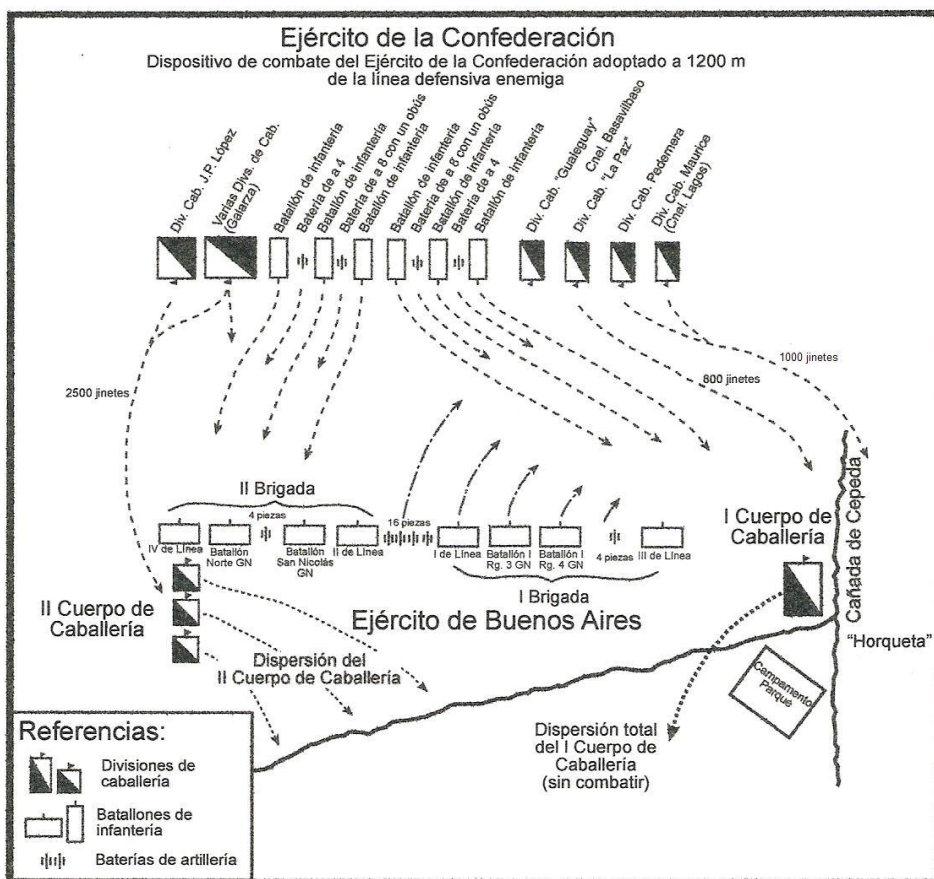 Ejército de la Confederación
Dispositivo de combate del Ejército de la Confederación adoptado a 1200 m
de la línea defensiva enemiga
Div. Cab. J.P. López
Varias Divs. de Cab.
(Galarza)
Batallón de infantería
Batería de a 4
Batallón de infantería
Batería de a 8 con un obús
Batallón de infantería
Batallón de infantería
Batería de a 8 con un obús
Batallón de infantería
Batería de a 4
Batallón de infantería
Div. Cab. "Gualeguay"
Cnel. Basavilbaso
Div. Cab. "La Paz"
Div. Cab. Pedernera
Div. Cab. Maurice
(Cnel. Lagos)
2500 jinetes
800 jinetes
1000 jinetes
II Brigada
4 piezas
16 piezas
IV de Línea
Batallón
Norte GN
Batallón
San Nicolás
GN
II de Línea
I de Línea
Batallón I
Rg. 3 GN
Batallón I
Rg. 4 GN
4 piezas
III de Línea
I Brigada
I Cuerpo de
Caballería
Cañada de Cepeda
II Cuerpo de
Caballería
Ejército de Buenos Aires
"Horqueta"
Dispersión del
II Cuerpo de Caballería
Campamento
Parque
Dispersión total
del I Cuerpo de
Caballería
(sin combatir)
Referencias:
Divisiones de
caballería
Batallones de
infantería
Baterías de artillería